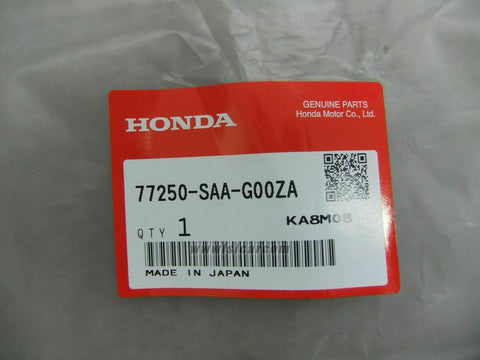 GENUINE PARTS
Honda Motor Co., Ltd.
HONDA
77250-SAA-G00ZA
QTY 1
KA8M08
MADE IN JAPAN